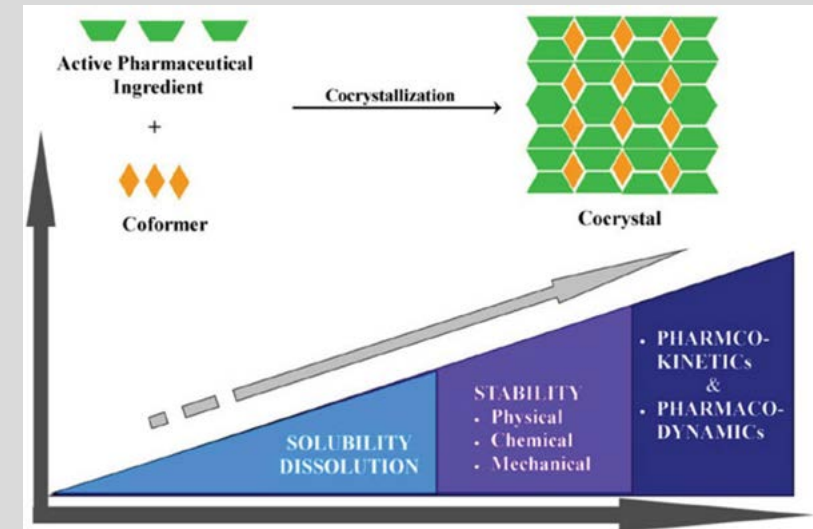 Active Pharmaceutical
Ingredient
+
Coformer
Cocrystallization
Cocrystal
SOLUBILITY
DISSOLUTION
STABILITY
• Physical
• Chemical
• Mechanical
• PHARMCO-
KINETICs
&
• PHARMACO-
DYNAMICs